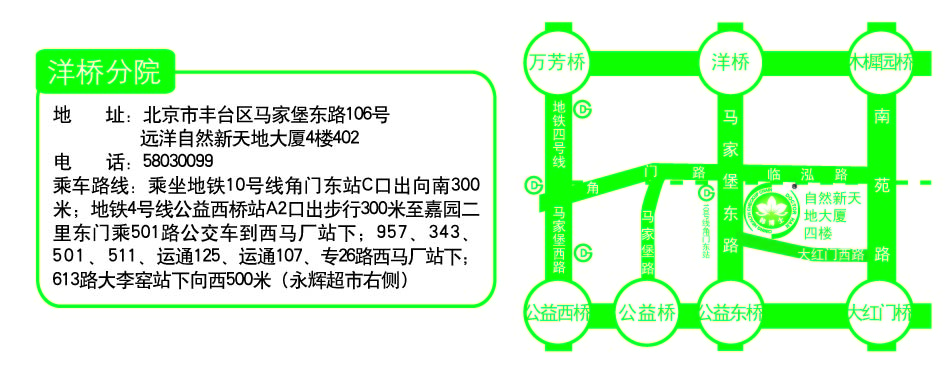 洋桥分院
地 址：北京市丰台区马家堡东路106号
远洋自然新天地大厦4楼402
电 话：58030099
乘车路线：乘坐地铁10号线角门东站C口出向南300
米；地铁4号线公益西桥站A2口出步行300米至嘉园二
里东门乘501路公交车到西马厂站下；957、343、
501、511、运通125、运通107、专26路西马厂站下；
613路大李窑站下向西500米（永辉超市右侧）
万芳桥
洋桥
木樨园桥
地铁四号线
马家堡东路
南苑路
角门路
临泓路
马家堡西路
马家堡路
10号线角门东站
自然新天
地大厦
四楼
大红门西路
公益西桥
公益桥
公益东桥
大红门桥